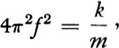 4π²f² = k/m,